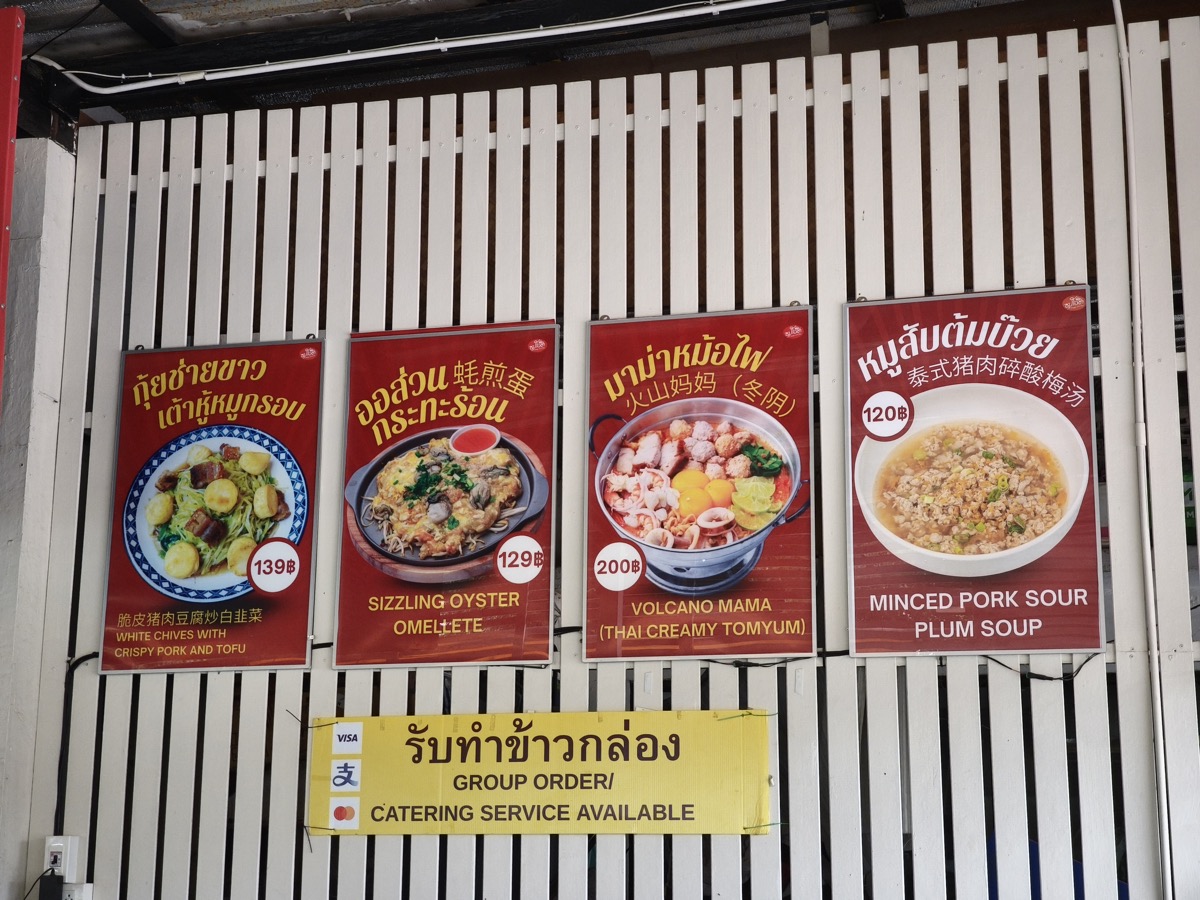 กุ้ยช่ายขาว
เต้าหู้หมูกรอบ
139฿
脆皮猪肉豆腐炒白韭菜
WHITE CHIVES WITH
CRISPY PORK AND TOFU
ออส่วน 蚝煎蛋
กระทะร้อน
129฿
SIZZLING OYSTER
OMELLETE
มาม่าหม้อไฟ
火山妈妈（冬阴）
200฿
VOLCANO MAMA
(THAI CREAMY TOMYUM)
หมูสับต้มบ๊วย
泰式猪肉碎酸梅汤
120฿
MINCED PORK SOUR
PLUM SOUP
VISA
支
รับทำข้าวกล่อง
GROUP ORDER/
CATERING SERVICE AVAILABLE